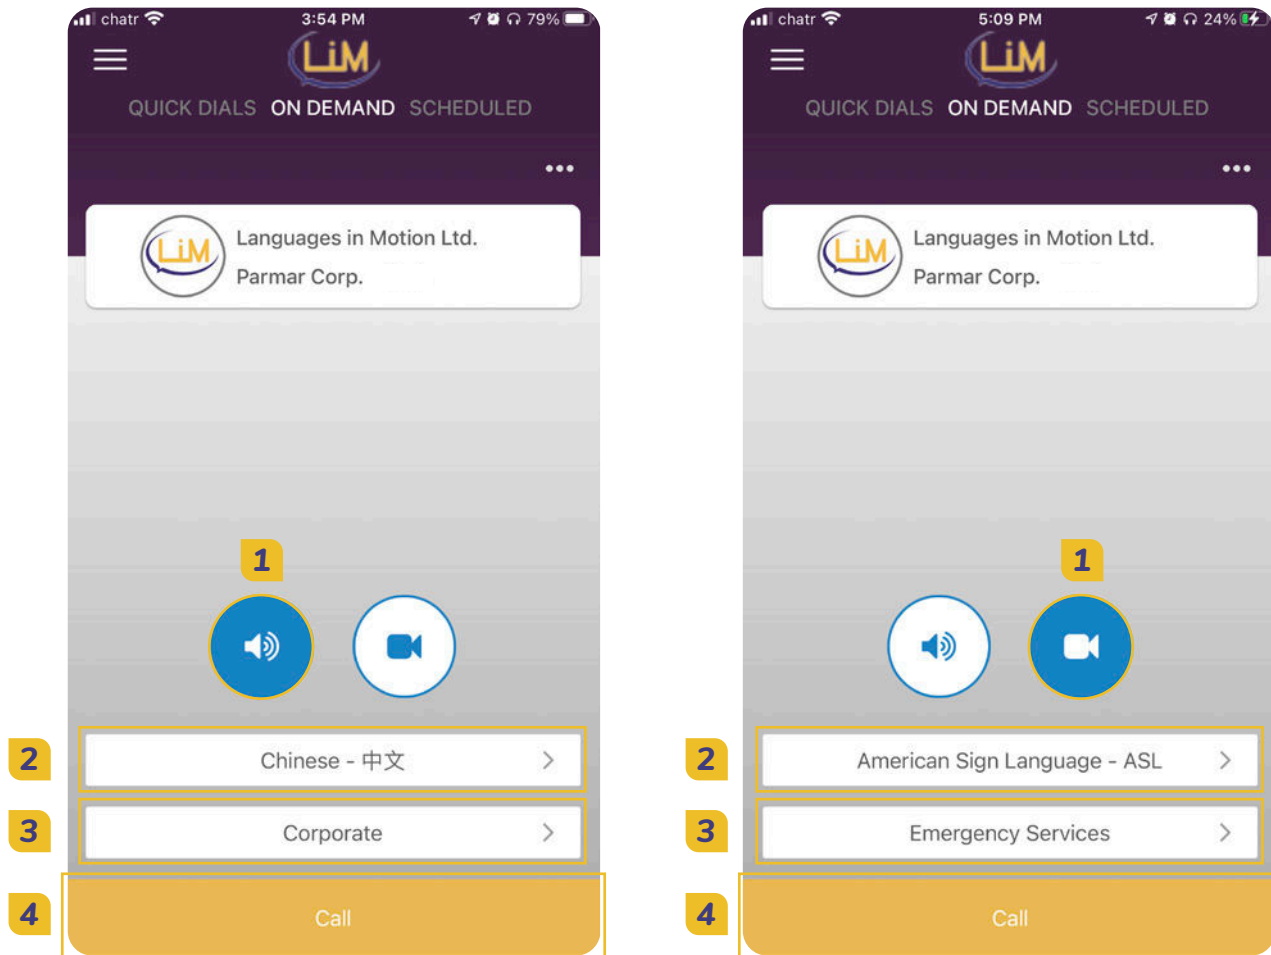 chatr 3:54 PM 79%
LiM
QUICK DIALS ON DEMAND SCHEDULED
LiM
Languages in Motion Ltd.
Parmar Corp.
1
2
Chinese - 中文
3
Corporate
4
Call
chatr 5:09 PM 24%
LiM
QUICK DIALS ON DEMAND SCHEDULED
LiM
Languages in Motion Ltd.
Parmar Corp.
1
2
American Sign Language - ASL
3
Emergency Services
4
Call